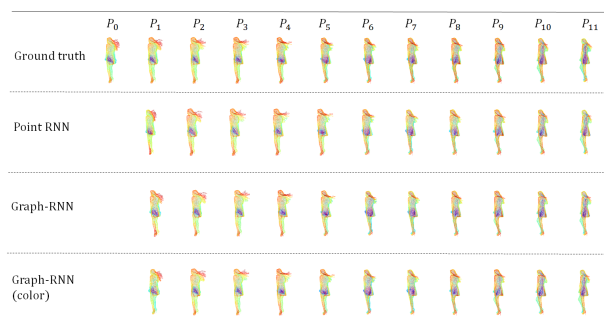 P0 P1 P2 P3 P4 P5 P6 P7 P8 P9 P10 P11
Ground truth
Point RNN
Graph-RNN
Graph-RNN
(color)